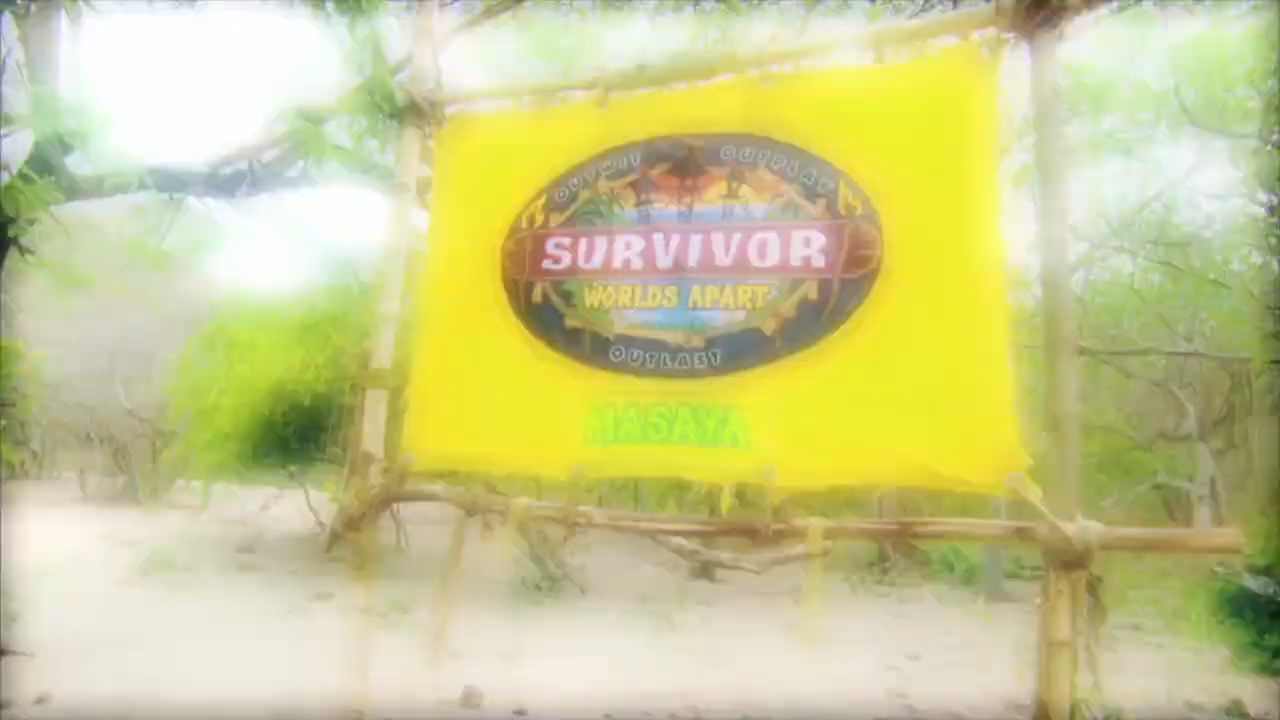 OUTWIT OUTPLAY
SURVIVOR
WORLDS APART
OUTLAST
MASAYA